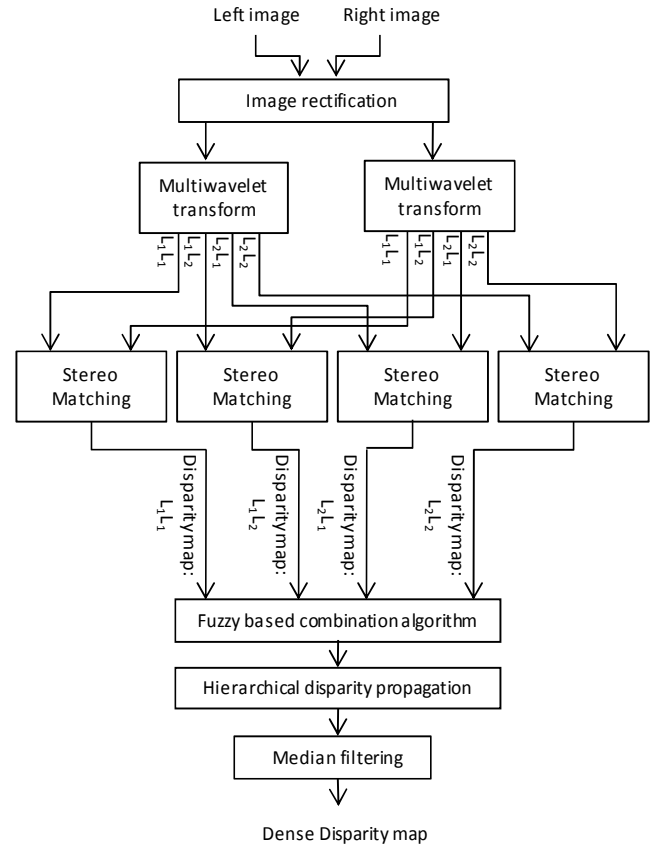 Left image
Right image
Image rectification
Multiwavelet
transform
Multiwavelet
transform
L₁L₁
L₁L₂
L₂L₁
L₂L₂
L₁L₁
L₁L₂
L₂L₁
L₂L₂
Stereo
Matching
Stereo
Matching
Stereo
Matching
Stereo
Matching
Disparity map:
L₁L₁
Disparity map:
L₁L₂
Disparity map:
L₂L₁
Disparity map:
L₂L₂
Fuzzy based combination algorithm
Hierarchical disparity propagation
Median filtering
Dense Disparity map